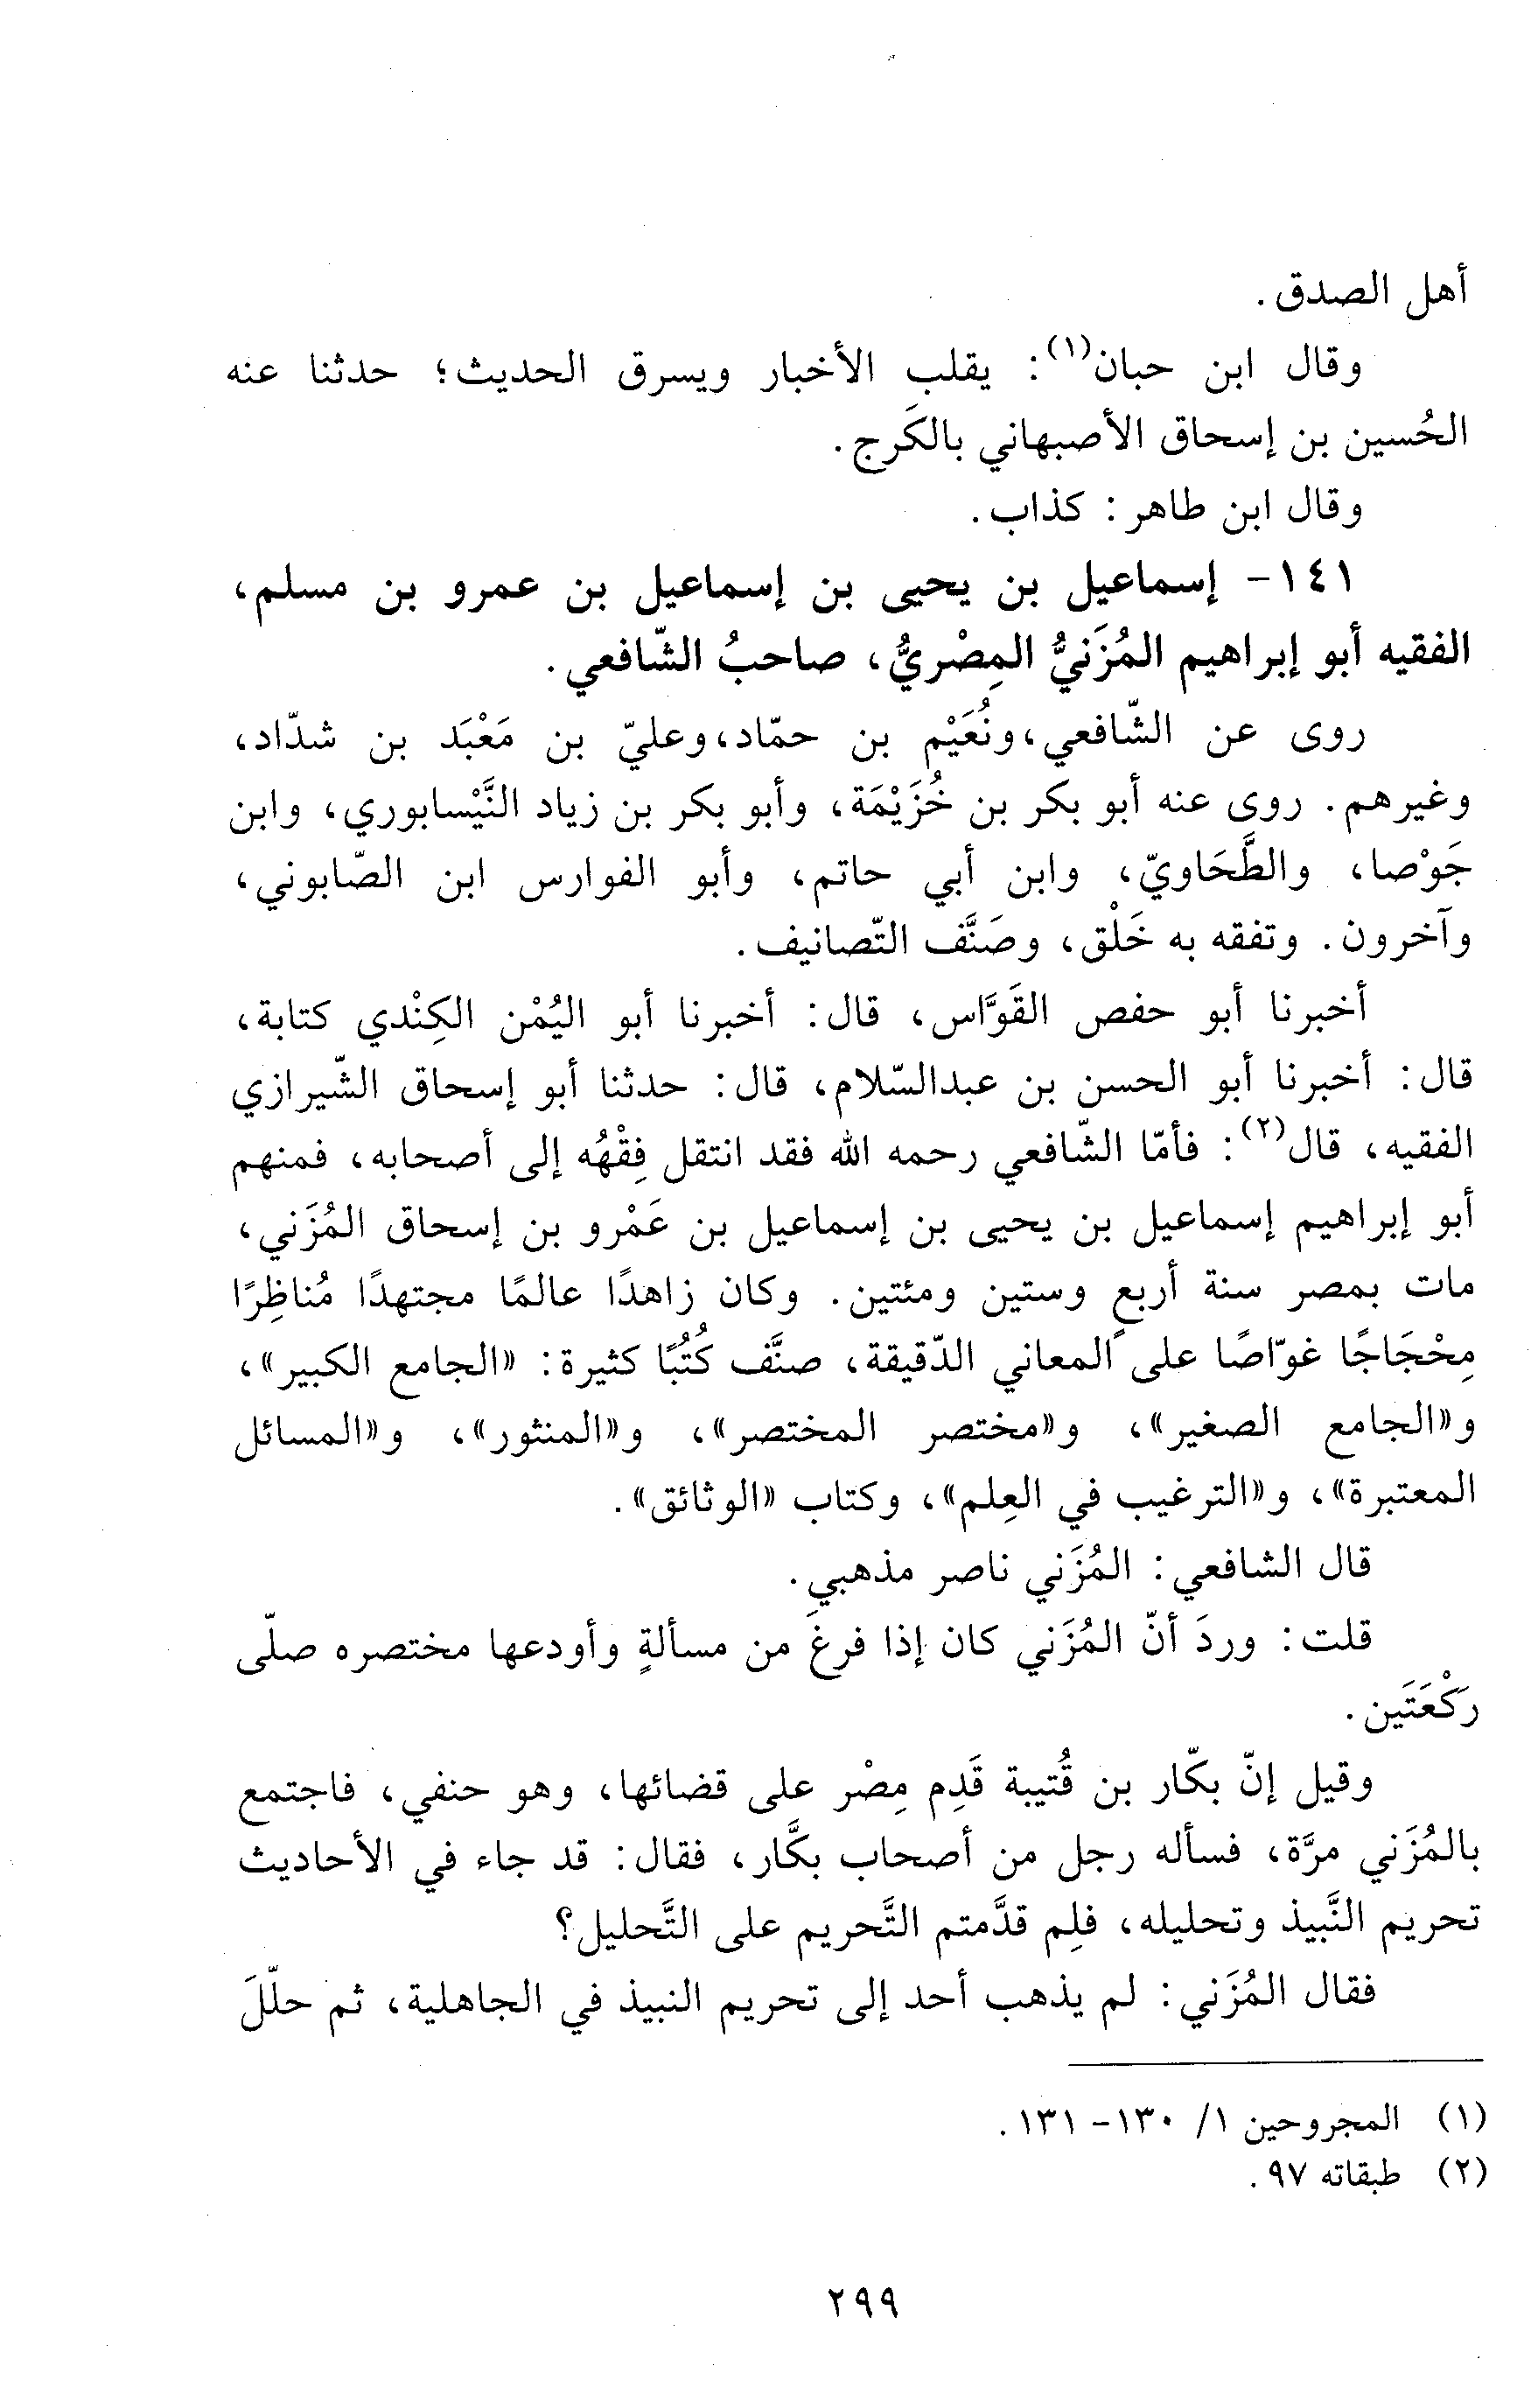 أهل الصدق.
وقال ابن حبان(١): يقلب الأخبار ويسرق الحديث؛ حدثنا عنه
الحُسين بن إسحاق الأصبهاني بالكَرج.
وقال ابن طاهر: كذاب.
١٤١- إسماعيل بن يحيى بن إسماعيل بن عمرو بن مسلم،
الفقيه أبو إبراهيم المُزَنيُّ المِصْريُّ، صاحبُ الشّافعي.
روى عن الشّافعي، ونُعَيْم بن حمّاد، وعليّ بن مَعْبَد بن شدّاد،
وغيرهم. روى عنه أبو بكر بن خُزَيْمَة، وأبو بكر بن زياد النَّيْسابوري، وابن
جَوْصا، والطَّحَاويّ، وابن أبي حاتم، وأبو الفوارس ابن الصّابوني،
وآخرون. وتفقه به خَلْق، وصَنَّف التّصانيف.
أخبرنا أبو حفص القَوَّاس، قال: أخبرنا أبو اليُمْن الكِنْدي كتابة،
قال: أخبرنا أبو الحسن بن عبدالسّلام، قال: حدثنا أبو إسحاق الشّيرازي
الفقيه، قال(٢): فأمّا الشّافعي رحمه الله فقد انتقل فِقْهُه إلى أصحابه، فمنهم
أبو إبراهيم إسماعيل بن يحيى بن إسماعيل بن عَمْرو بن إسحاق المُزَني،
مات بمصر سنة أربعٍ وستين ومئتين. وكان زاهدًا عالمًا مجتهدًا مُناظِرًا
مِحْجَاجًا غوّاصًا على المعاني الدّقيقة، صنَّف كُتُبًا كثيرة: «الجامع الكبير»،
و«الجامع الصغير»، و«مختصر المختصر»، و«المنثور»، و«المسائل
المعتبرة»، و«الترغيب في العِلم»، وكتاب «الوثائق».
قال الشافعي: المُزَني ناصر مذهبي.
قلت: وردَ أنّ المُزَني كان إذا فرغَ من مسألةٍ وأودعها مختصره صلّى
رَكْعَتَين.
وقيل إنّ بكّار بن قُتيبة قَدِم مِصْر على قضائها، وهو حنفي، فاجتمع
بالمُزَني مرَّة، فسأله رجل من أصحاب بكَّار، فقال: قد جاء في الأحاديث
تحريم النَّبيذ وتحليله، فلِم قدَّمتم التَّحريم على التَّحليل؟
فقال المُزَني: لم يذهب أحد إلى تحريم النبيذ في الجاهلية، ثم حلّلَ
(١) المجروحين ١/ ١٣٠- ١٣١.
(٢) طبقاته ٩٧.
٢٩٩